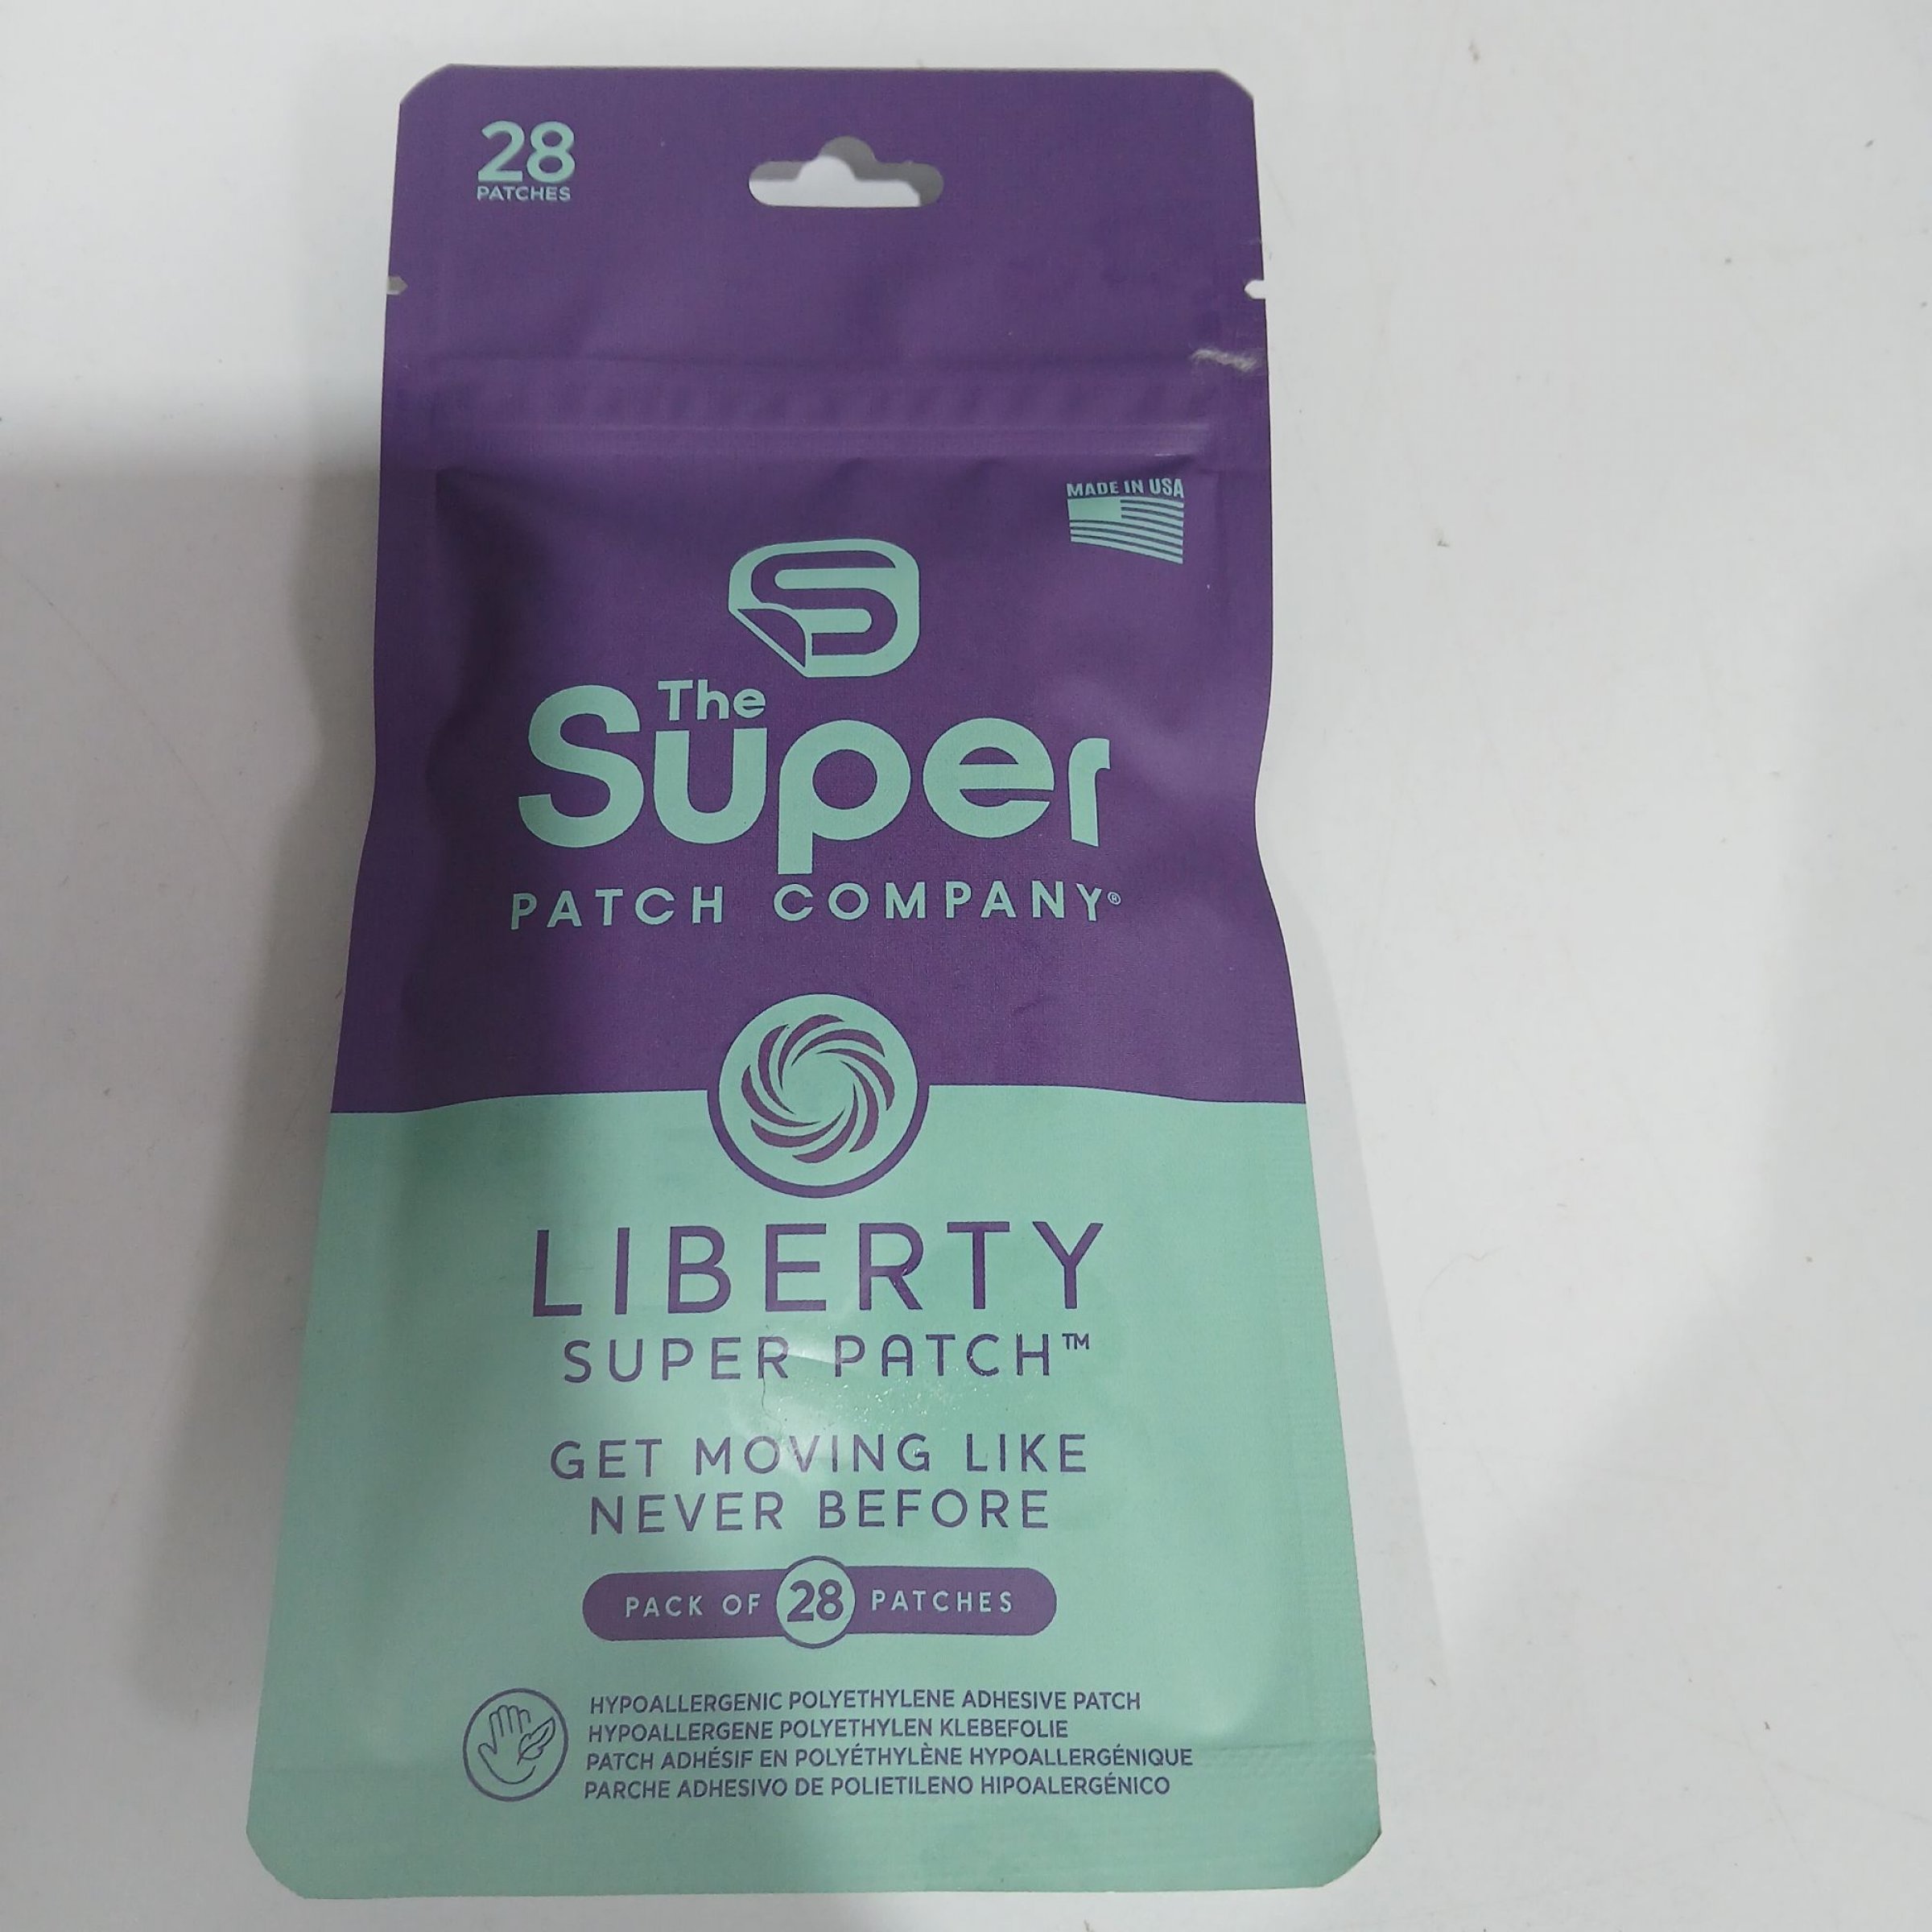 28
PATCHES
MADE IN USA
The
Super
PATCH COMPANY®
LIBERTY
SUPER PATCH™
GET MOVING LIKE
NEVER BEFORE
PACK OF 28 PATCHES
HYPOALLERGENIC POLYETHYLENE ADHESIVE PATCH
HYPOALLERGENE POLYETHYLEN KLEBEFOLIE
PATCH ADHÉSIF EN POLYÉTHYLÈNE HYPOALLERGÉNIQUE
PARCHE ADHESIVO DE POLIETILENO HIPOALERGÉNICO